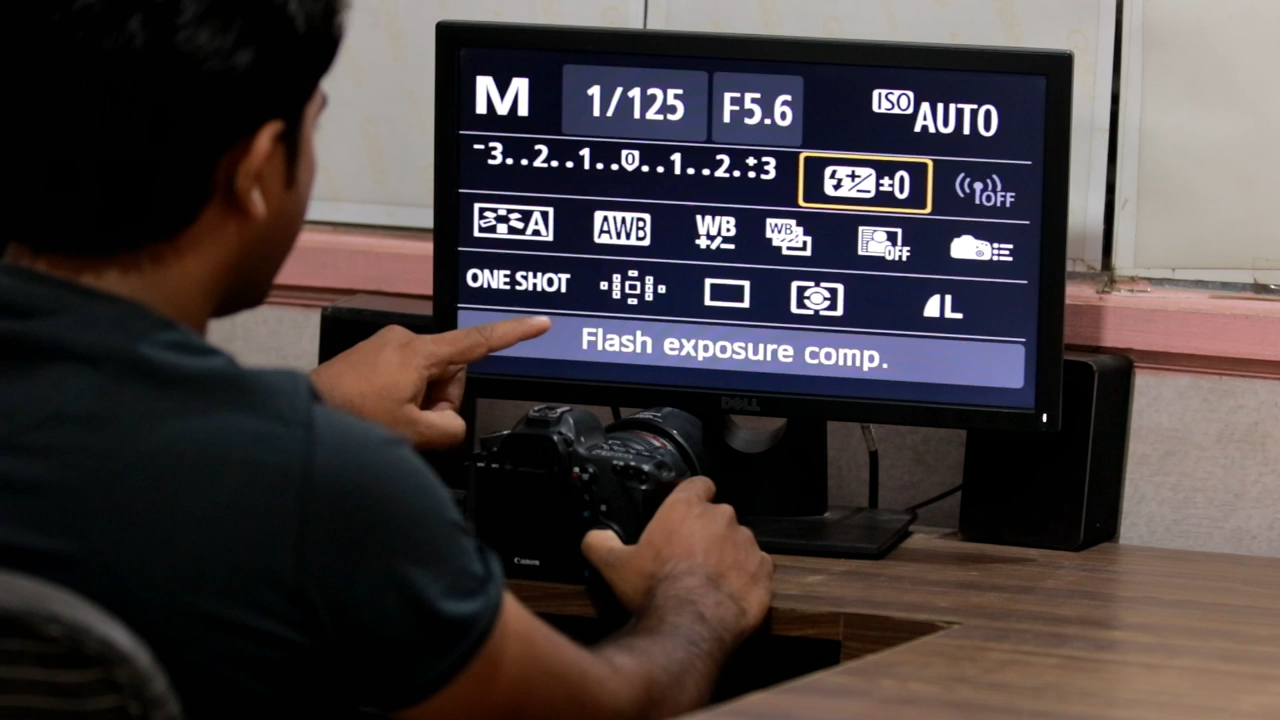 M 1/125 F5.6 ISO AUTO
-3..2..1..0..1..2.:+3 ±0 OFF
A AWB WB +/- WB OFF
ONE SHOT L
Flash exposure comp.
DELL
Canon